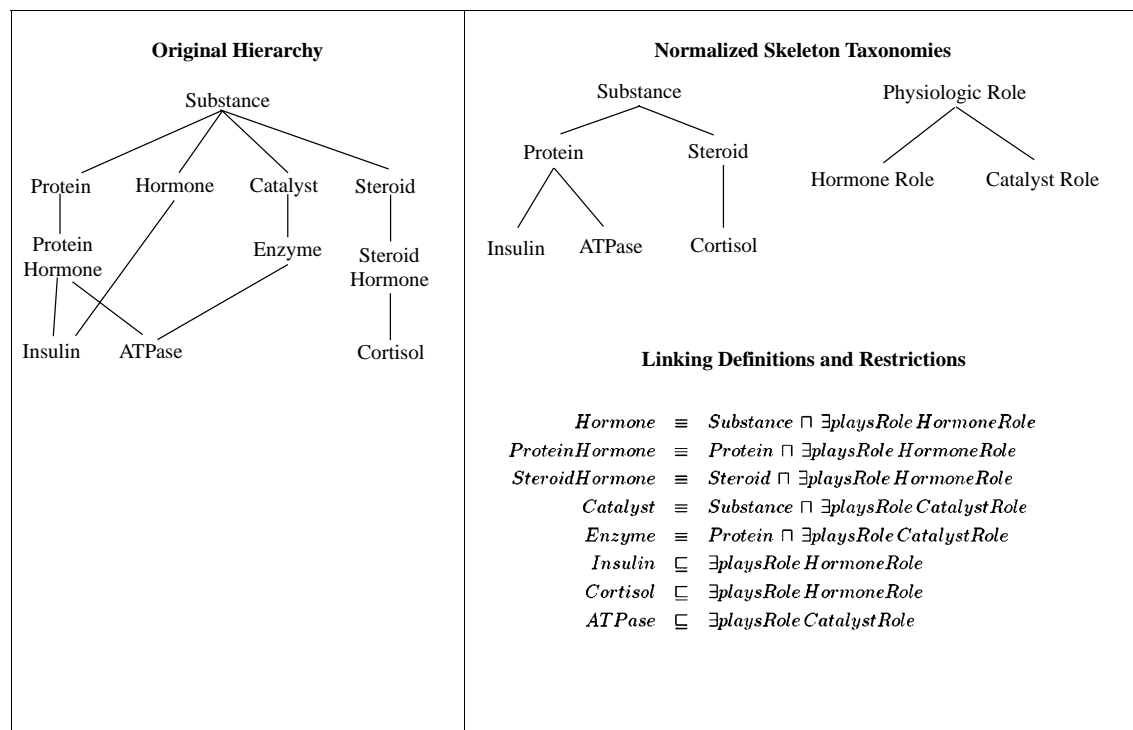 Original Hierarchy
Substance
Protein Hormone Catalyst Steroid
Protein
Hormone
Enzyme
Steroid
Hormone
Insulin ATPase Cortisol
Normalized Skeleton Taxonomies
Substance Physiologic Role
Protein Steroid
Hormone Role Catalyst Role
Insulin ATPase Cortisol
Linking Definitions and Restrictions
Hormone ≡ Substance ⊓ ∃playsRole HormoneRole
ProteinHormone ≡ Protein ⊓ ∃playsRole HormoneRole
SteroidHormone ≡ Steroid ⊓ ∃playsRole HormoneRole
Catalyst ≡ Substance ⊓ ∃playsRole CatalystRole
Enzyme ≡ Protein ⊓ ∃playsRole CatalystRole
Insulin ⊑ ∃playsRole HormoneRole
Cortisol ⊑ ∃playsRole HormoneRole
ATPase ⊑ ∃playsRole CatalystRole